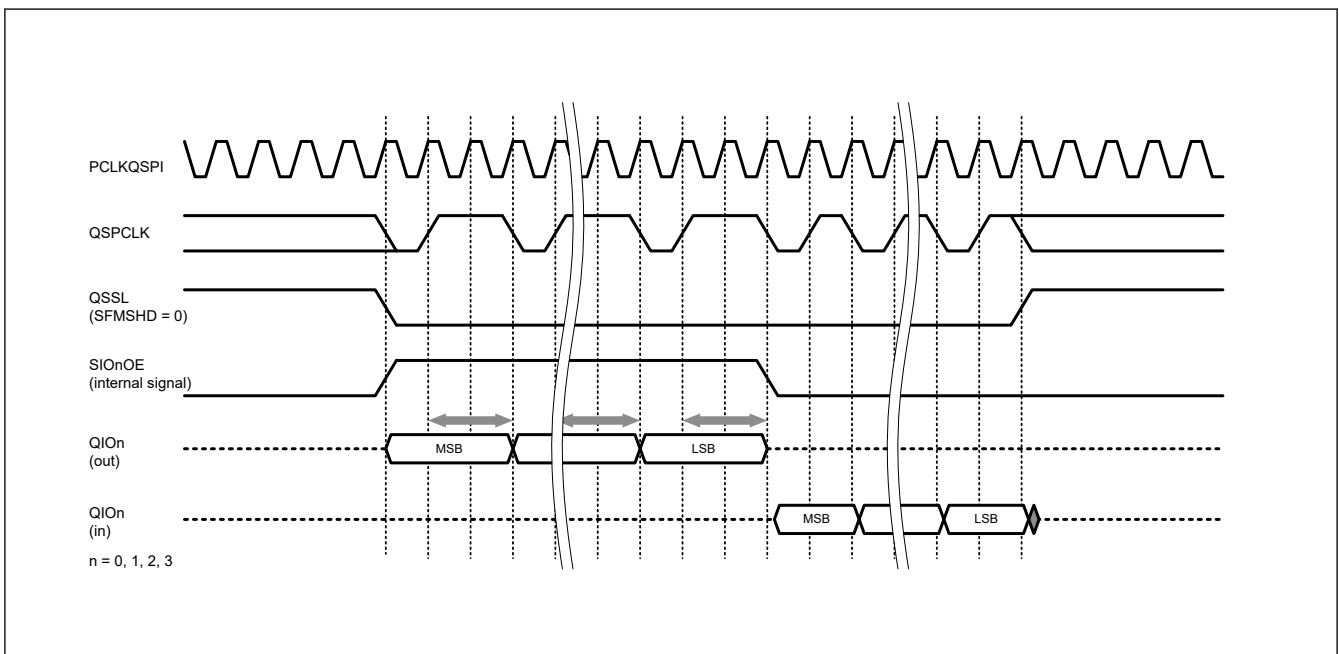 PCLKQSPI
QSPCLK
QSSL
(SFMSHD = 0)
SIOnOE
(internal signal)
QIOn
(out)
MSB
LSB
QIOn
(in)
MSB
LSB
n = 0, 1, 2, 3